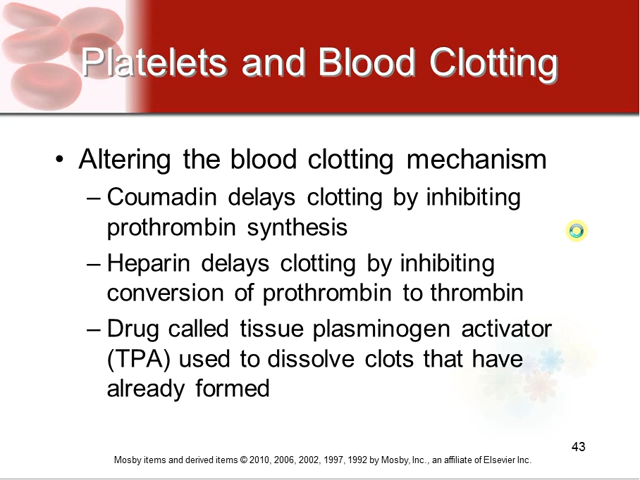 Platelets and Blood Clotting
• Altering the blood clotting mechanism
– Coumadin delays clotting by inhibiting
prothrombin synthesis
– Heparin delays clotting by inhibiting
conversion of prothrombin to thrombin
– Drug called tissue plasminogen activator
(TPA) used to dissolve clots that have
already formed
43
Mosby items and derived items © 2010, 2006, 2002, 1997, 1992 by Mosby, Inc., an affiliate of Elsevier Inc.